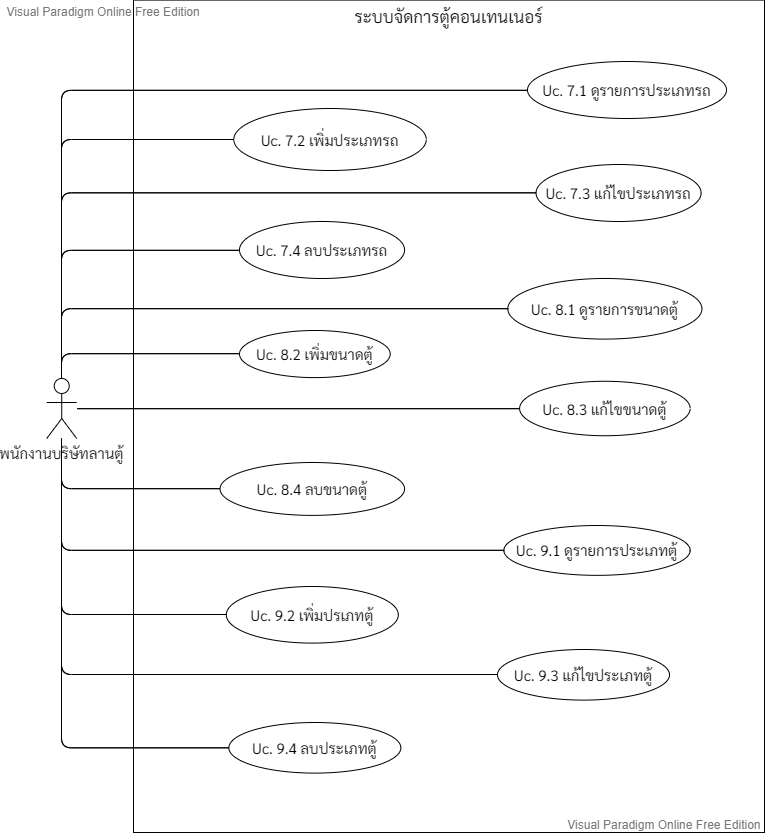 Visual Paradigm Online Free Edition
ระบบจัดการตู้คอนเทนเนอร์
Uc. 7.1 ดูรายการประเภทรถ
Uc. 7.2 เพิ่มประเภทรถ
Uc. 7.3 แก้ไขประเภทรถ
Uc. 7.4 ลบประเภทรถ
Uc. 8.1 ดูรายการขนาดตู้
Uc. 8.2 เพิ่มขนาดตู้
Uc. 8.3 แก้ไขขนาดตู้
พนักงานบริษัทลานตู้
Uc. 8.4 ลบขนาดตู้
Uc. 9.1 ดูรายการประเภทตู้
Uc. 9.2 เพิ่มปรเภทตู้
Uc. 9.3 แก้ไขประเภทตู้
Uc. 9.4 ลบประเภทตู้
Visual Paradigm Online Free Edition